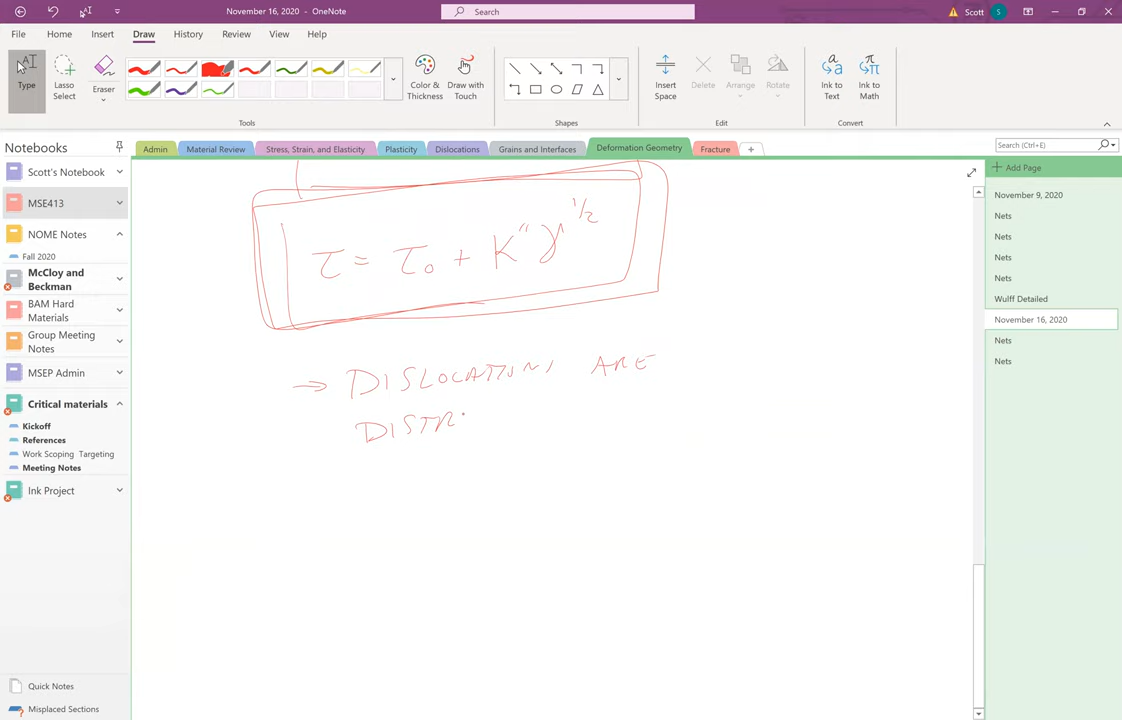 November 16, 2020 - OneNote
Search
Scott
S
File
Home
Insert
Draw
History
Review
View
Help
Type
Lasso
Select
Eraser
Color &
Thickness
Draw with
Touch
Insert
Space
Delete
Arrange
Rotate
Ink to
Text
Ink to
Math
Tools
Shapes
Edit
Convert
Notebooks
Admin
Material Review
Stress, Strain, and Elasticity
Plasticity
Dislocations
Grains and Interfaces
Deformation Geometry
Fracture
Search (Ctrl+E)
Scott's Notebook
MSE413
NOME Notes
Fall 2020
McCloy and
Beckman
BAM Hard
Materials
Group Meeting
Notes
MSEP Admin
Critical materials
Kickoff
References
Work Scoping Targeting
Meeting Notes
Ink Project
Quick Notes
Misplaced Sections
τ = τ₀ + K″γ^1/2
→ DISLOCATIONS ARE
DISTRI
Add Page
November 9, 2020
Nets
Nets
Nets
Nets
Wulff Detailed
November 16, 2020
Nets
Nets